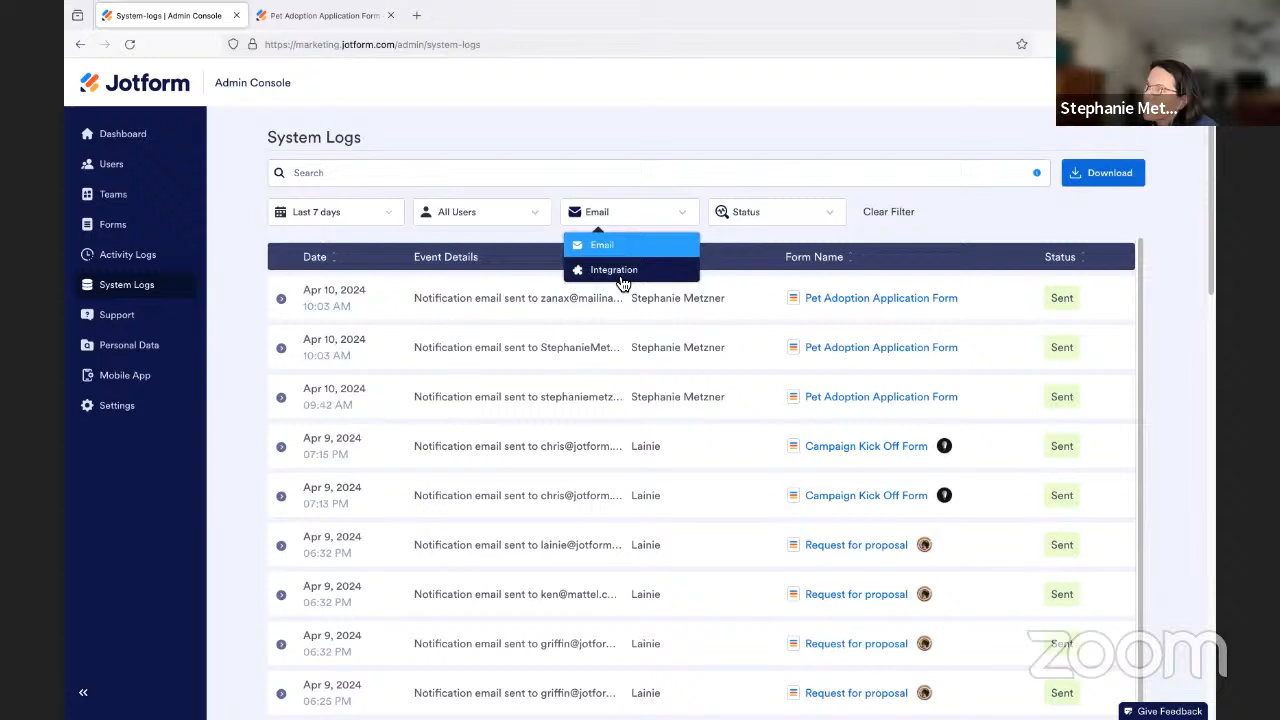 System-logs | Admin Console
Pet Adoption Application Form
https://marketing.jotform.com/admin/system-logs
Stephanie Met...
Jotform
Admin Console
Dashboard
Users
Teams
Forms
Activity Logs
System Logs
Support
Personal Data
Mobile App
Settings
System Logs
Search
Download
Last 7 days
All Users
Email
Status
Clear Filter
Email
Integration
Date
Event Details
Form Name
Status
Apr 10, 2024
10:03 AM
Notification email sent to zanax@mailina...
Stephanie Metzner
Pet Adoption Application Form
Sent
Apr 10, 2024
10:03 AM
Notification email sent to StephanieMet...
Stephanie Metzner
Pet Adoption Application Form
Sent
Apr 10, 2024
09:42 AM
Notification email sent to stephaniemetz...
Stephanie Metzner
Pet Adoption Application Form
Sent
Apr 9, 2024
07:15 PM
Notification email sent to chris@jotform....
Lainie
Campaign Kick Off Form
Sent
Apr 9, 2024
07:13 PM
Notification email sent to chris@jotform....
Lainie
Campaign Kick Off Form
Sent
Apr 9, 2024
06:32 PM
Notification email sent to lainie@jotform...
Lainie
Request for proposal
Sent
Apr 9, 2024
06:32 PM
Notification email sent to ken@mattel.c...
Lainie
Request for proposal
Sent
Apr 9, 2024
06:32 PM
Notification email sent to griffin@jotfor...
Lainie
Request for proposal
Sent
Apr 9, 2024
06:25 PM
Notification email sent to griffin@jotfor...
Lainie
Request for proposal
Sent
zoom
Give Feedback